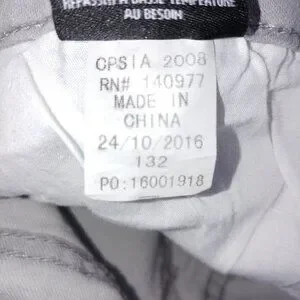 REPASSER À BASSE TEMPÉRATURE
AU BESOIN
CPSIA 2008
RN# 140977
MADE IN
CHINA
24/10/2016
132
PO:16001918